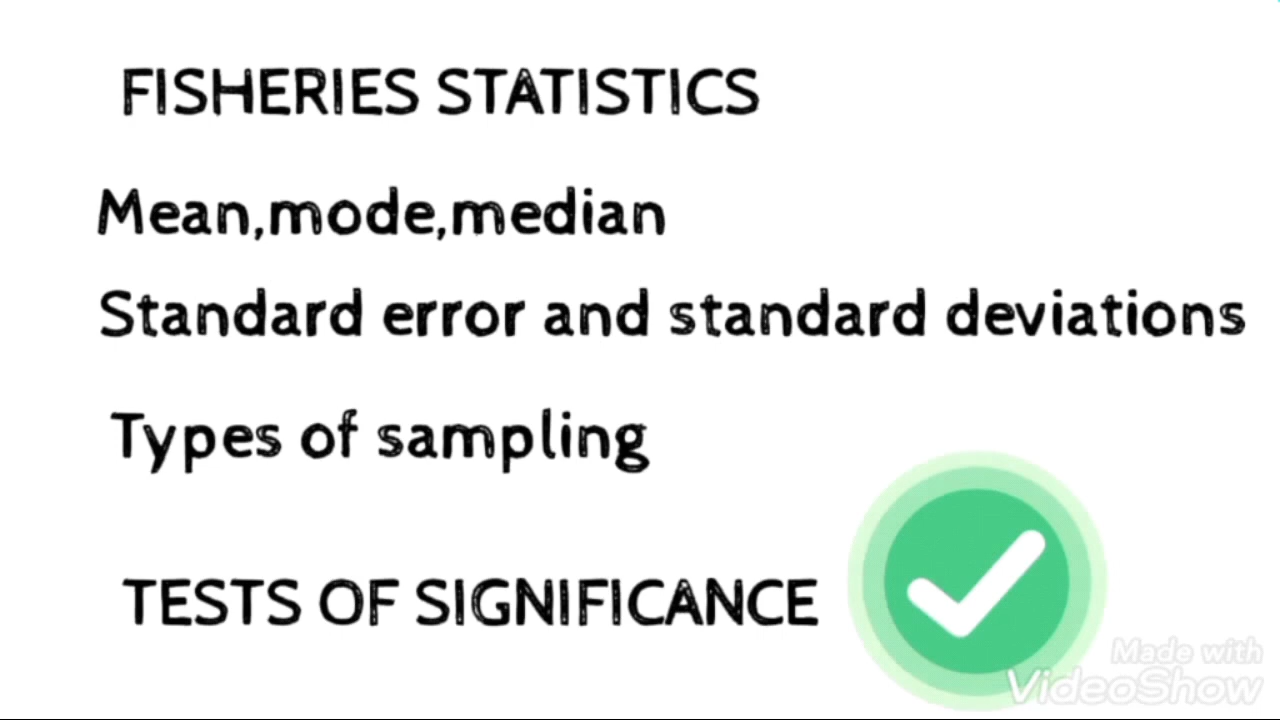 FISHERIES STATISTICS
Mean,mode,median
Standard error and standard deviations
Types of sampling
TESTS OF SIGNIFICANCE
Made with
VideoShow